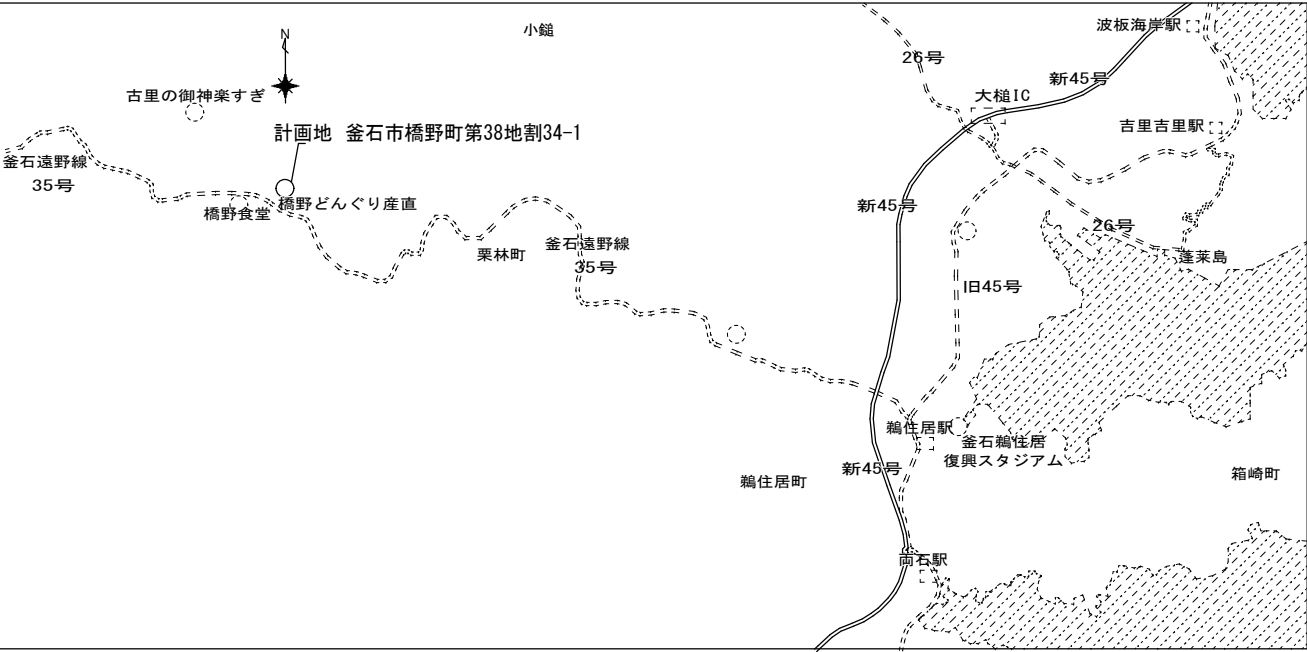 小鎚
波板海岸駅
N
26号
新45号
古里の御神楽すぎ
大槌IC
計画地 釜石市橋野町第38地割34-1
吉里吉里駅
釜石遠野線
35号
橋野どんぐり産直
橋野食堂
新45号
26号
栗林町
釜石遠野線
35号
蓬莱島
旧45号
鵜住居駅
釜石鵜住居
復興スタジアム
新45号
鵜住居町
箱崎町
両石駅